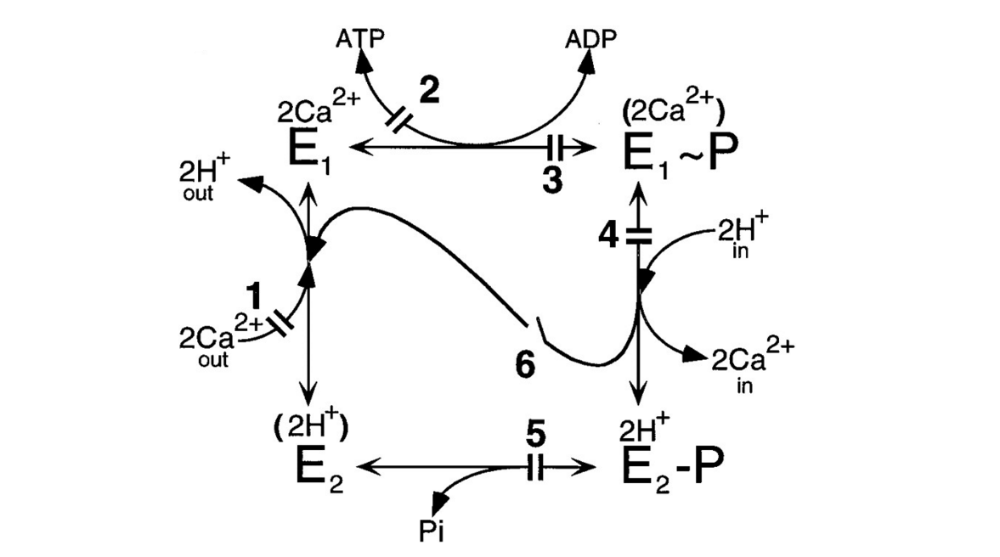 ATP ADP
2
2Ca²⁺ (2Ca²⁺)
E₁ E₁ ~P
3
2H⁺ out
4 2H⁺ in
1
2Ca²⁺ out
6 2Ca²⁺ in
(2H⁺) 5 2H⁺
E₂ E₂-P
Pi